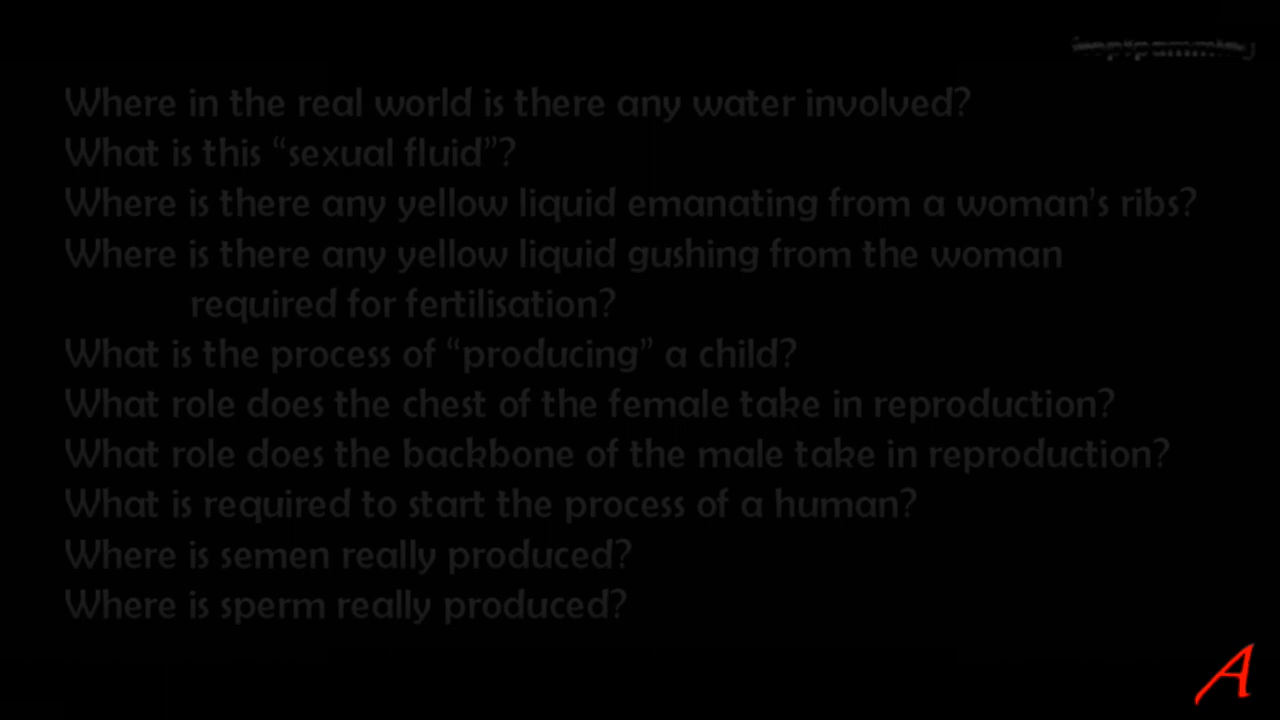 Where in the real world is there any water involved?
What is this “sexual fluid”?
Where is there any yellow liquid emanating from a woman's ribs?
Where is there any yellow liquid gushing from the woman
required for fertilisation?
What is the process of “producing” a child?
What role does the chest of the female take in reproduction?
What role does the backbone of the male take in reproduction?
What is required to start the process of a human?
Where is semen really produced?
Where is sperm really produced?
A